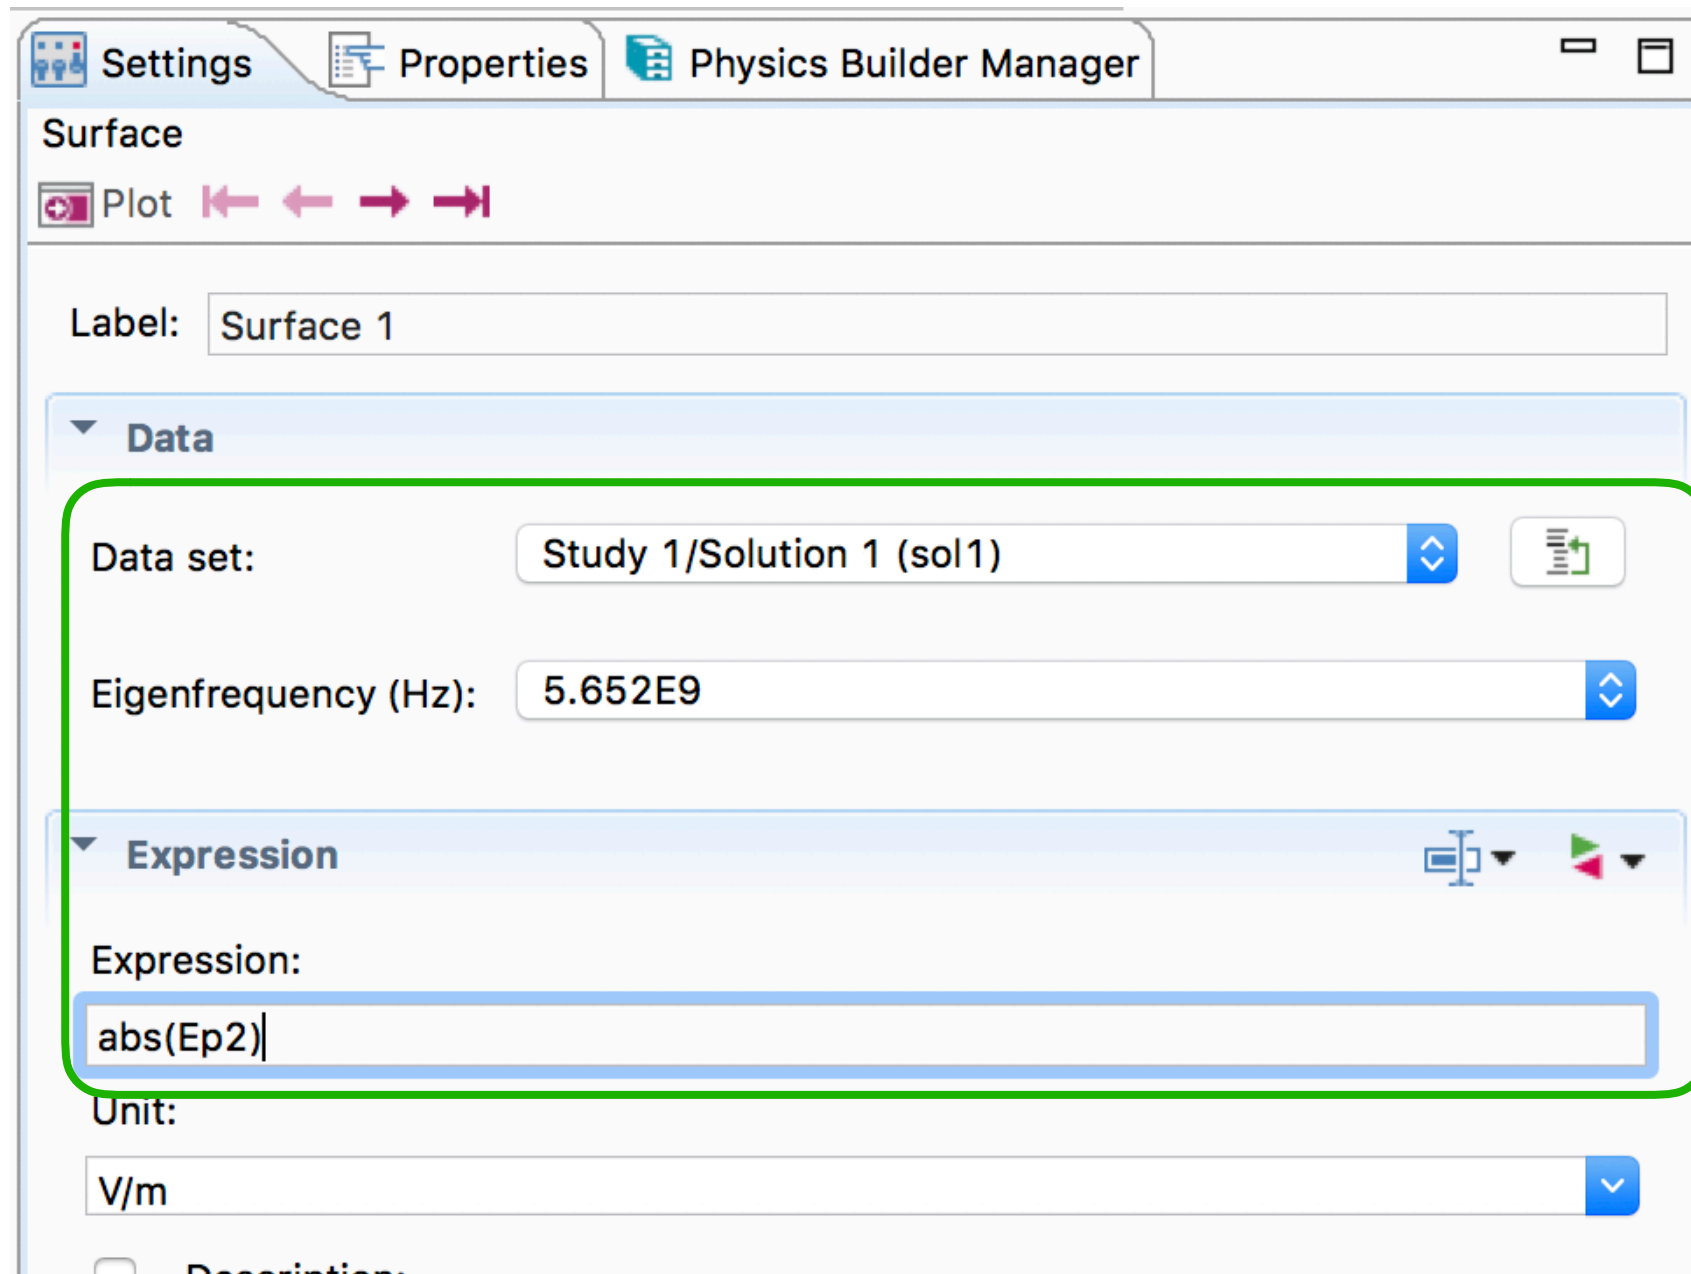 Settings Properties Physics Builder Manager
Surface
Plot
Label: Surface 1
Data
Data set: Study 1/Solution 1 (sol1)
Eigenfrequency (Hz): 5.652E9
Expression
Expression:
abs(Ep2)
Unit:
V/m
Description: